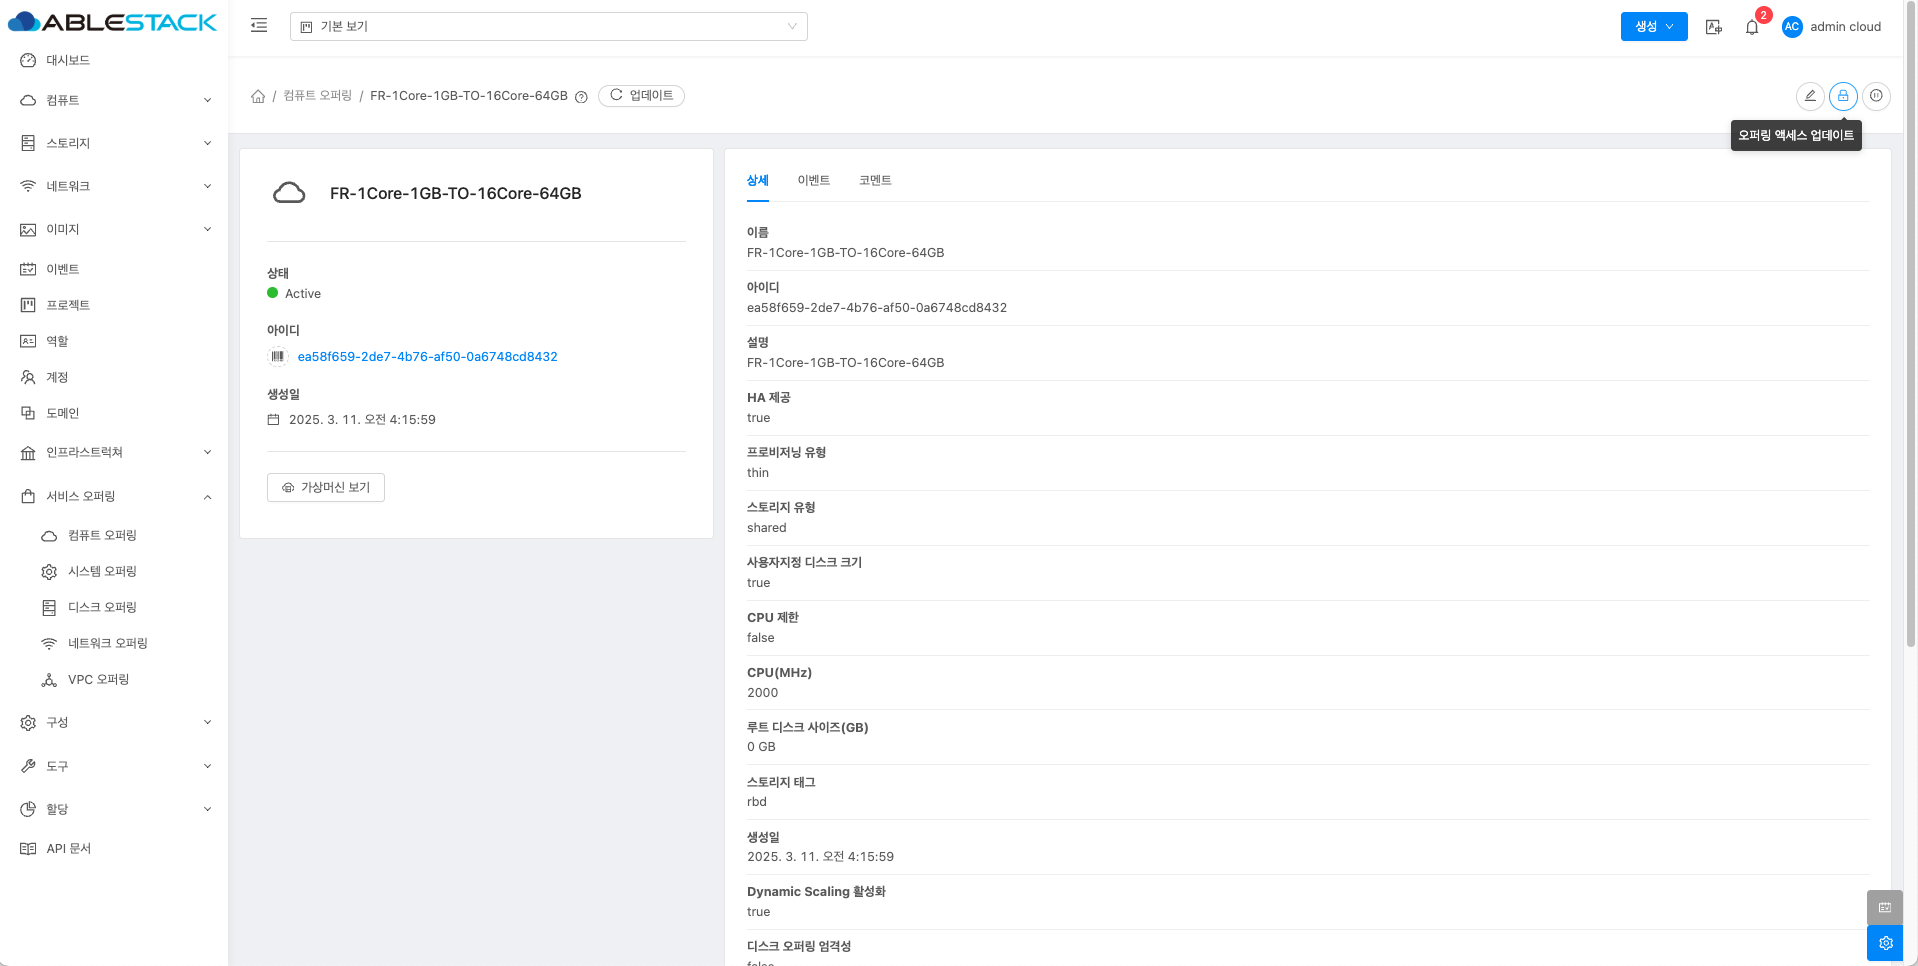 ABLESTACK
기본 보기
생성
2
AC
admin cloud
대시보드
컴퓨트
스토리지
네트워크
이미지
이벤트
프로젝트
역할
계정
도메인
인프라스트럭쳐
서비스 오퍼링
컴퓨트 오퍼링
시스템 오퍼링
디스크 오퍼링
네트워크 오퍼링
VPC 오퍼링
구성
도구
할당
API 문서
/ 컴퓨트 오퍼링 / FR-1Core-1GB-TO-16Core-64GB
업데이트
오퍼링 액세스 업데이트
FR-1Core-1GB-TO-16Core-64GB
상태
Active
아이디
ea58f659-2de7-4b76-af50-0a6748cd8432
생성일
2025. 3. 11. 오전 4:15:59
가상머신 보기
상세
이벤트
코멘트
이름
FR-1Core-1GB-TO-16Core-64GB
아이디
ea58f659-2de7-4b76-af50-0a6748cd8432
설명
FR-1Core-1GB-TO-16Core-64GB
HA 제공
true
프로비저닝 유형
thin
스토리지 유형
shared
사용자지정 디스크 크기
true
CPU 제한
false
CPU(MHz)
2000
루트 디스크 사이즈(GB)
0 GB
스토리지 태그
rbd
생성일
2025. 3. 11. 오전 4:15:59
Dynamic Scaling 활성화
true
디스크 오퍼링 엄격성
false